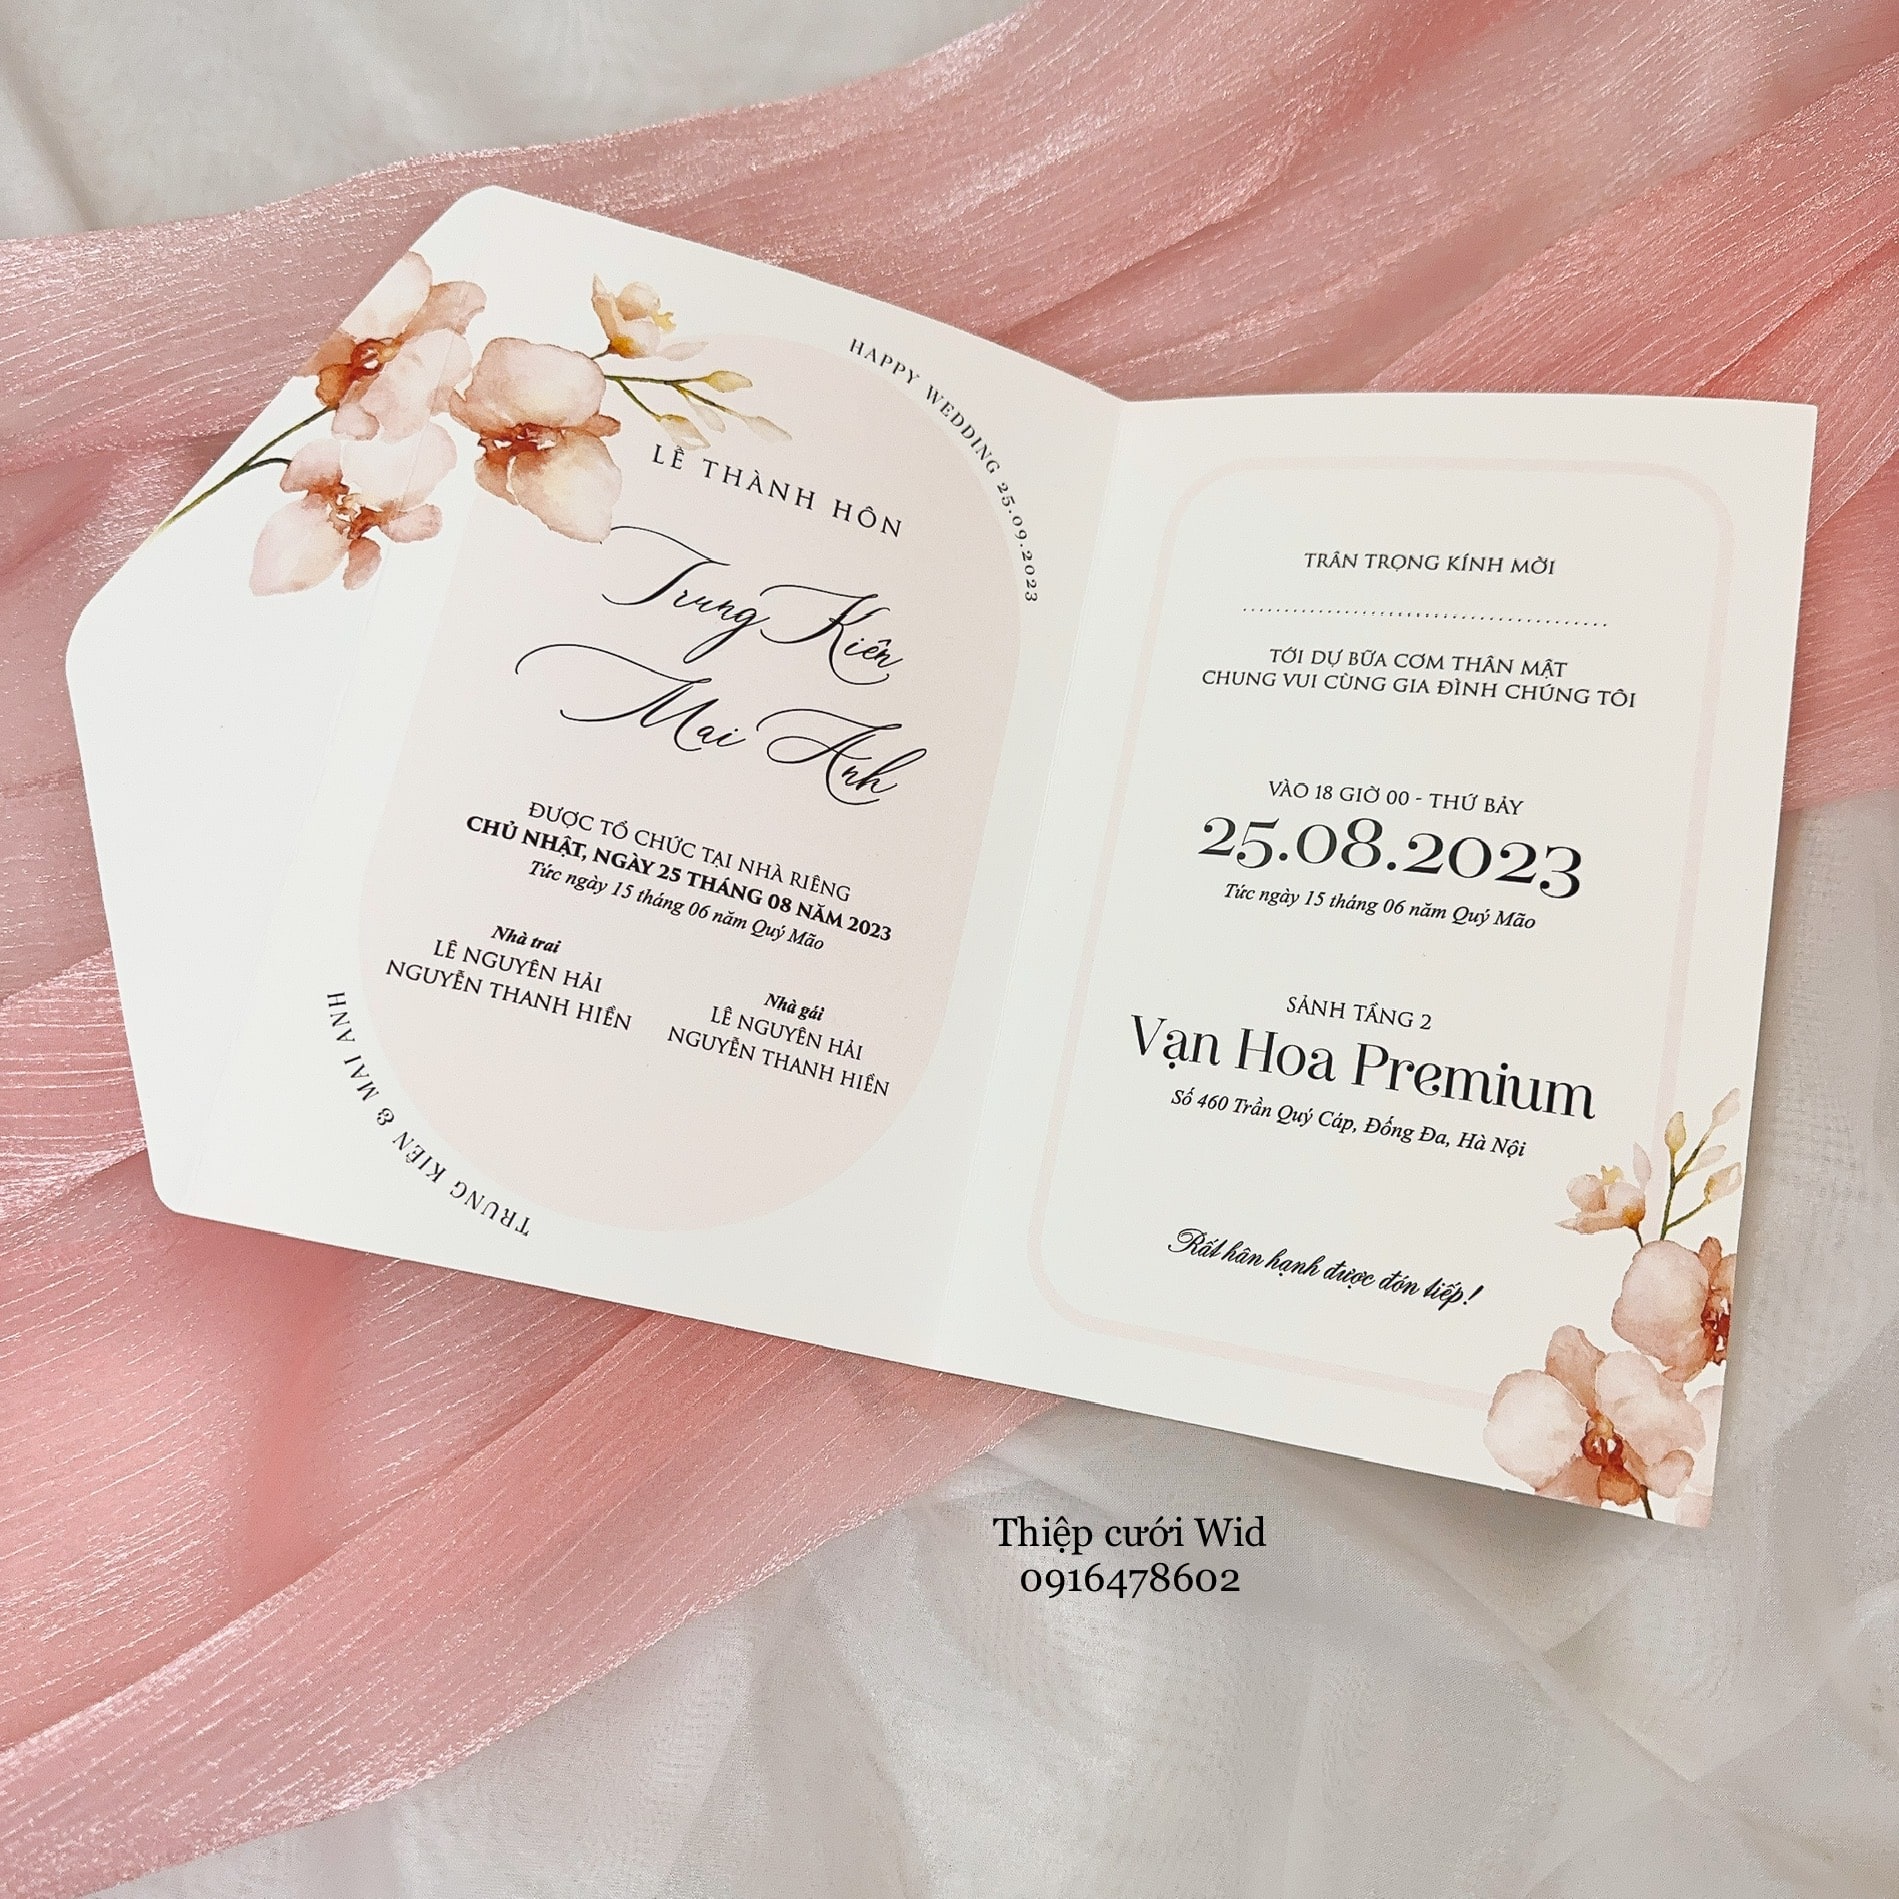 HAPPY WEDDING 25.09.2023
LỄ THÀNH HÔN
Trung Kiên
Mai Anh
ĐƯỢC TỔ CHỨC TẠI NHÀ RIÊNG
CHỦ NHẬT, NGÀY 25 THÁNG 08 NĂM 2023
Tức ngày 15 tháng 06 năm Quý Mão
Nhà trai
LÊ NGUYÊN HẢI
NGUYỄN THANH HIỀN
Nhà gái
LÊ NGUYÊN HẢI
NGUYỄN THANH HIỀN
TRUNG KIÊN & MAI ANH
TRÂN TRỌNG KÍNH MỜI
TỚI DỰ BỮA CƠM THÂN MẬT
CHUNG VUI CÙNG GIA ĐÌNH CHÚNG TÔI
VÀO 18 GIỜ 00 - THỨ BẢY
25.08.2023
Tức ngày 15 tháng 06 năm Quý Mão
SẢNH TẦNG 2
Vạn Hoa Premium
Số 460 Trần Quý Cáp, Đống Đa, Hà Nội
Rất hân hạnh được đón tiếp!
Thiệp cưới Wid
0916478602